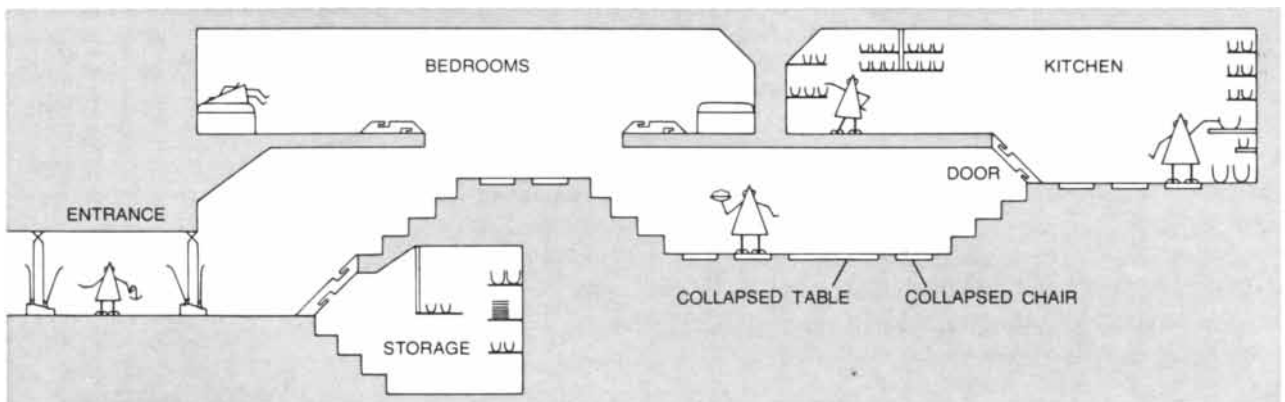 BEDROOMS
KITCHEN
DOOR
ENTRANCE
COLLAPSED TABLE
COLLAPSED CHAIR
STORAGE